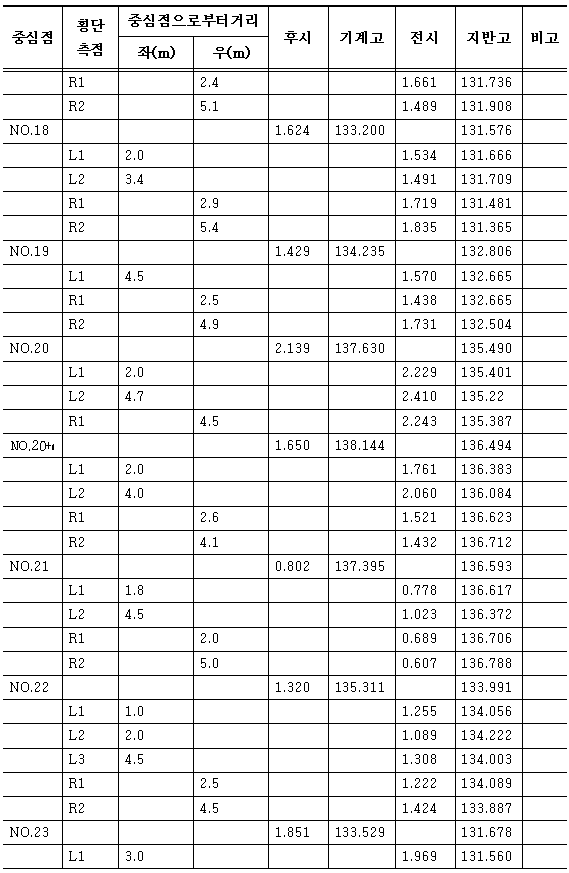 중심점 횡단 측점 중심점으로부터거리 후시 기계고 전시 지반고 비고
좌(m) 우(m)
R1 2.4 1.661 131.736
R2 5.1 1.489 131.908
NO.18 1.624 133.200 131.576
L1 2.0 1.534 131.666
L2 3.4 1.491 131.709
R1 2.9 1.719 131.481
R2 5.4 1.835 131.365
NO.19 1.429 134.235 132.806
L1 4.5 1.570 132.665
R1 2.5 1.438 132.665
R2 4.9 1.731 132.504
NO.20 2.139 137.630 135.490
L1 2.0 2.229 135.401
L2 4.7 2.410 135.22
R1 4.5 2.243 135.387
1.650 138.144 136.494
L1 2.0 1.761 136.383
L2 4.0 2.060 136.084
R1 2.6 1.521 136.623
R2 4.1 1.432 136.712
NO.21 0.802 137.395 136.593
L1 1.8 0.778 136.617
L2 4.5 1.023 136.372
R1 2.0 0.689 136.706
R2 5.0 0.607 136.788
NO.22 1.320 135.311 133.991
L1 1.0 1.255 134.056
L2 2.0 1.089 134.222
L3 4.5 1.308 134.003
R1 2.5 1.222 134.089
R2 4.5 1.424 133.887
NO.23 1.851 133.529 131.678
L1 3.0 1.969 131.560